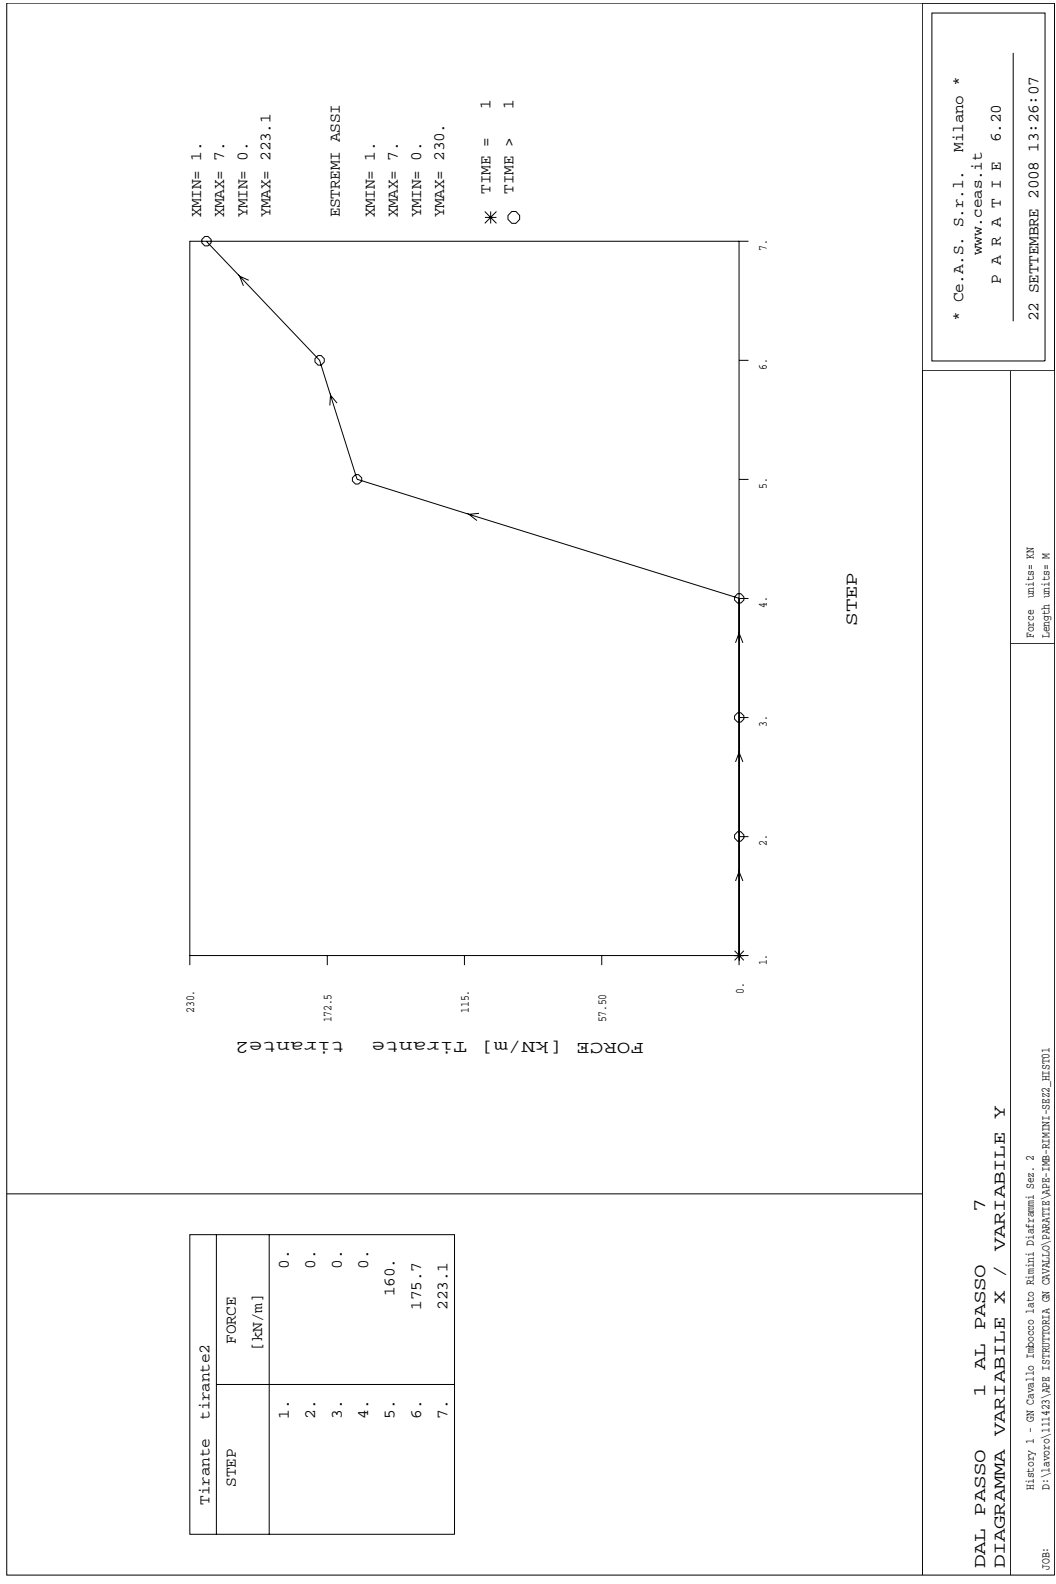 Tirante tirante2
STEP FORCE
[kN/m]
1. 0.
2. 0.
3. 0.
4. 0.
5. 160.
6. 175.7
7. 223.1
FORCE [kN/m] Tirante tirante2
230.
172.5
115.
57.50
0.
1. 2. 3. 4. 5. 6. 7.
STEP
XMIN= 1.
XMAX= 7.
YMIN= 0.
YMAX= 223.1
ESTREMI ASSI
XMIN= 1.
XMAX= 7.
YMIN= 0.
YMAX= 230.
TIME = 1
TIME > 1
DAL PASSO 1 AL PASSO 7
DIAGRAMMA VARIABILE X / VARIABILE Y
* Ce.A.S. S.r.l. Milano *
www.ceas.it
P A R A T I E 6.20
22 SETTEMBRE 2008 13:26:07
JOB:
History 1 - GN Cavallo Imbocco lato Rimini Diaframmi Sez. 2
D:\lavoro\111423\APE ISTRUTTORIA GN CAVALLO\PARATIE\APE-IMB-RIMINI-SEZ2_HIST01
Force units= KN
Length units= M